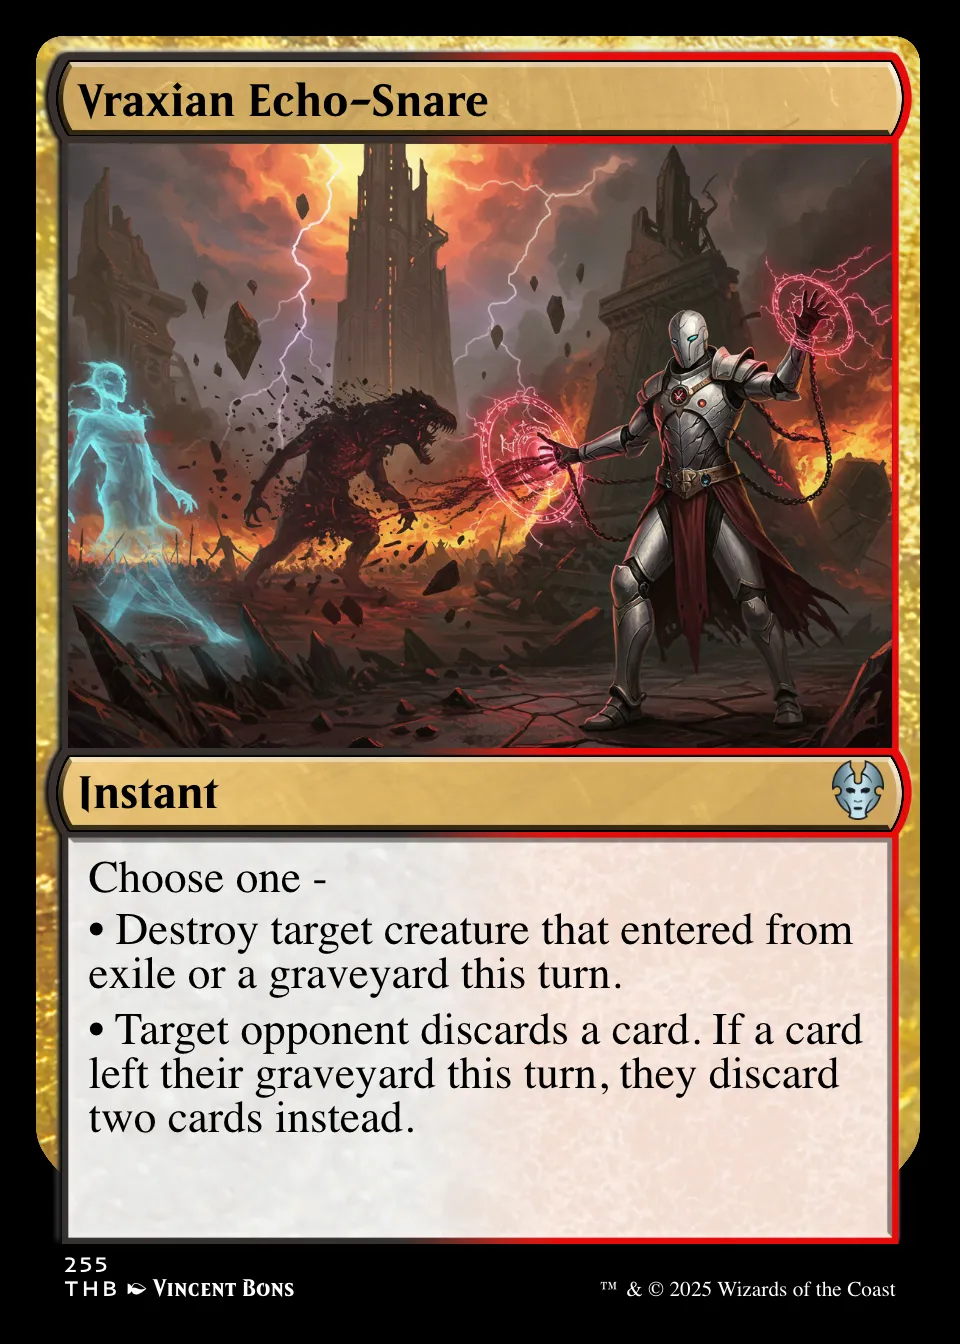 Vraxian Echo-Snare
Instant
Choose one -
• Destroy target creature that entered from
exile or a graveyard this turn.
• Target opponent discards a card. If a card
left their graveyard this turn, they discard
two cards instead.
255
THB Vincent Bons
™ & © 2025 Wizards of the Coast